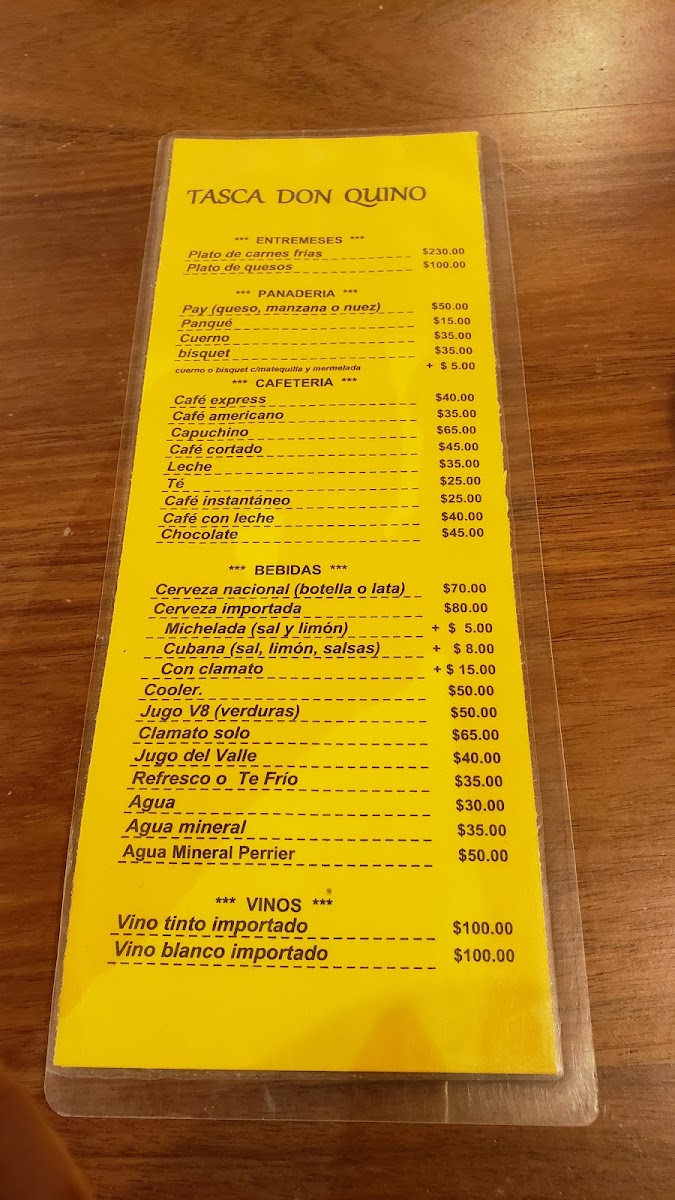 TASCA DON QUINO
*** ENTREMESES ***
Plato de carnes frias $230.00
Plato de quesos $100.00
*** PANADERIA ***
Pay (queso, manzana o nuez) $50.00
Panqué $15.00
Cuerno $35.00
bisquet $35.00
cuerno o bisquet c/matequilla y mermelada + $ 5.00
*** CAFETERIA ***
Café express $40.00
Café americano $35.00
Capuchino $65.00
Café cortado $45.00
Leche $35.00
Té $25.00
Café instantáneo $25.00
Café con leche $40.00
Chocolate $45.00
*** BEBIDAS ***
Cerveza nacional (botella o lata) $70.00
Cerveza importada $80.00
Michelada (sal y limón) + $ 5.00
Cubana (sal, limón, salsas) + $ 8.00
Con clamato + $ 15.00
Cooler. $50.00
Jugo V8 (verduras) $50.00
Clamato solo $65.00
Jugo del Valle $40.00
Refresco o Te Frío $35.00
Agua $30.00
Agua mineral $35.00
Agua Mineral Perrier $50.00
*** VINOS ***
Vino tinto importado $100.00
Vino blanco importado $100.00